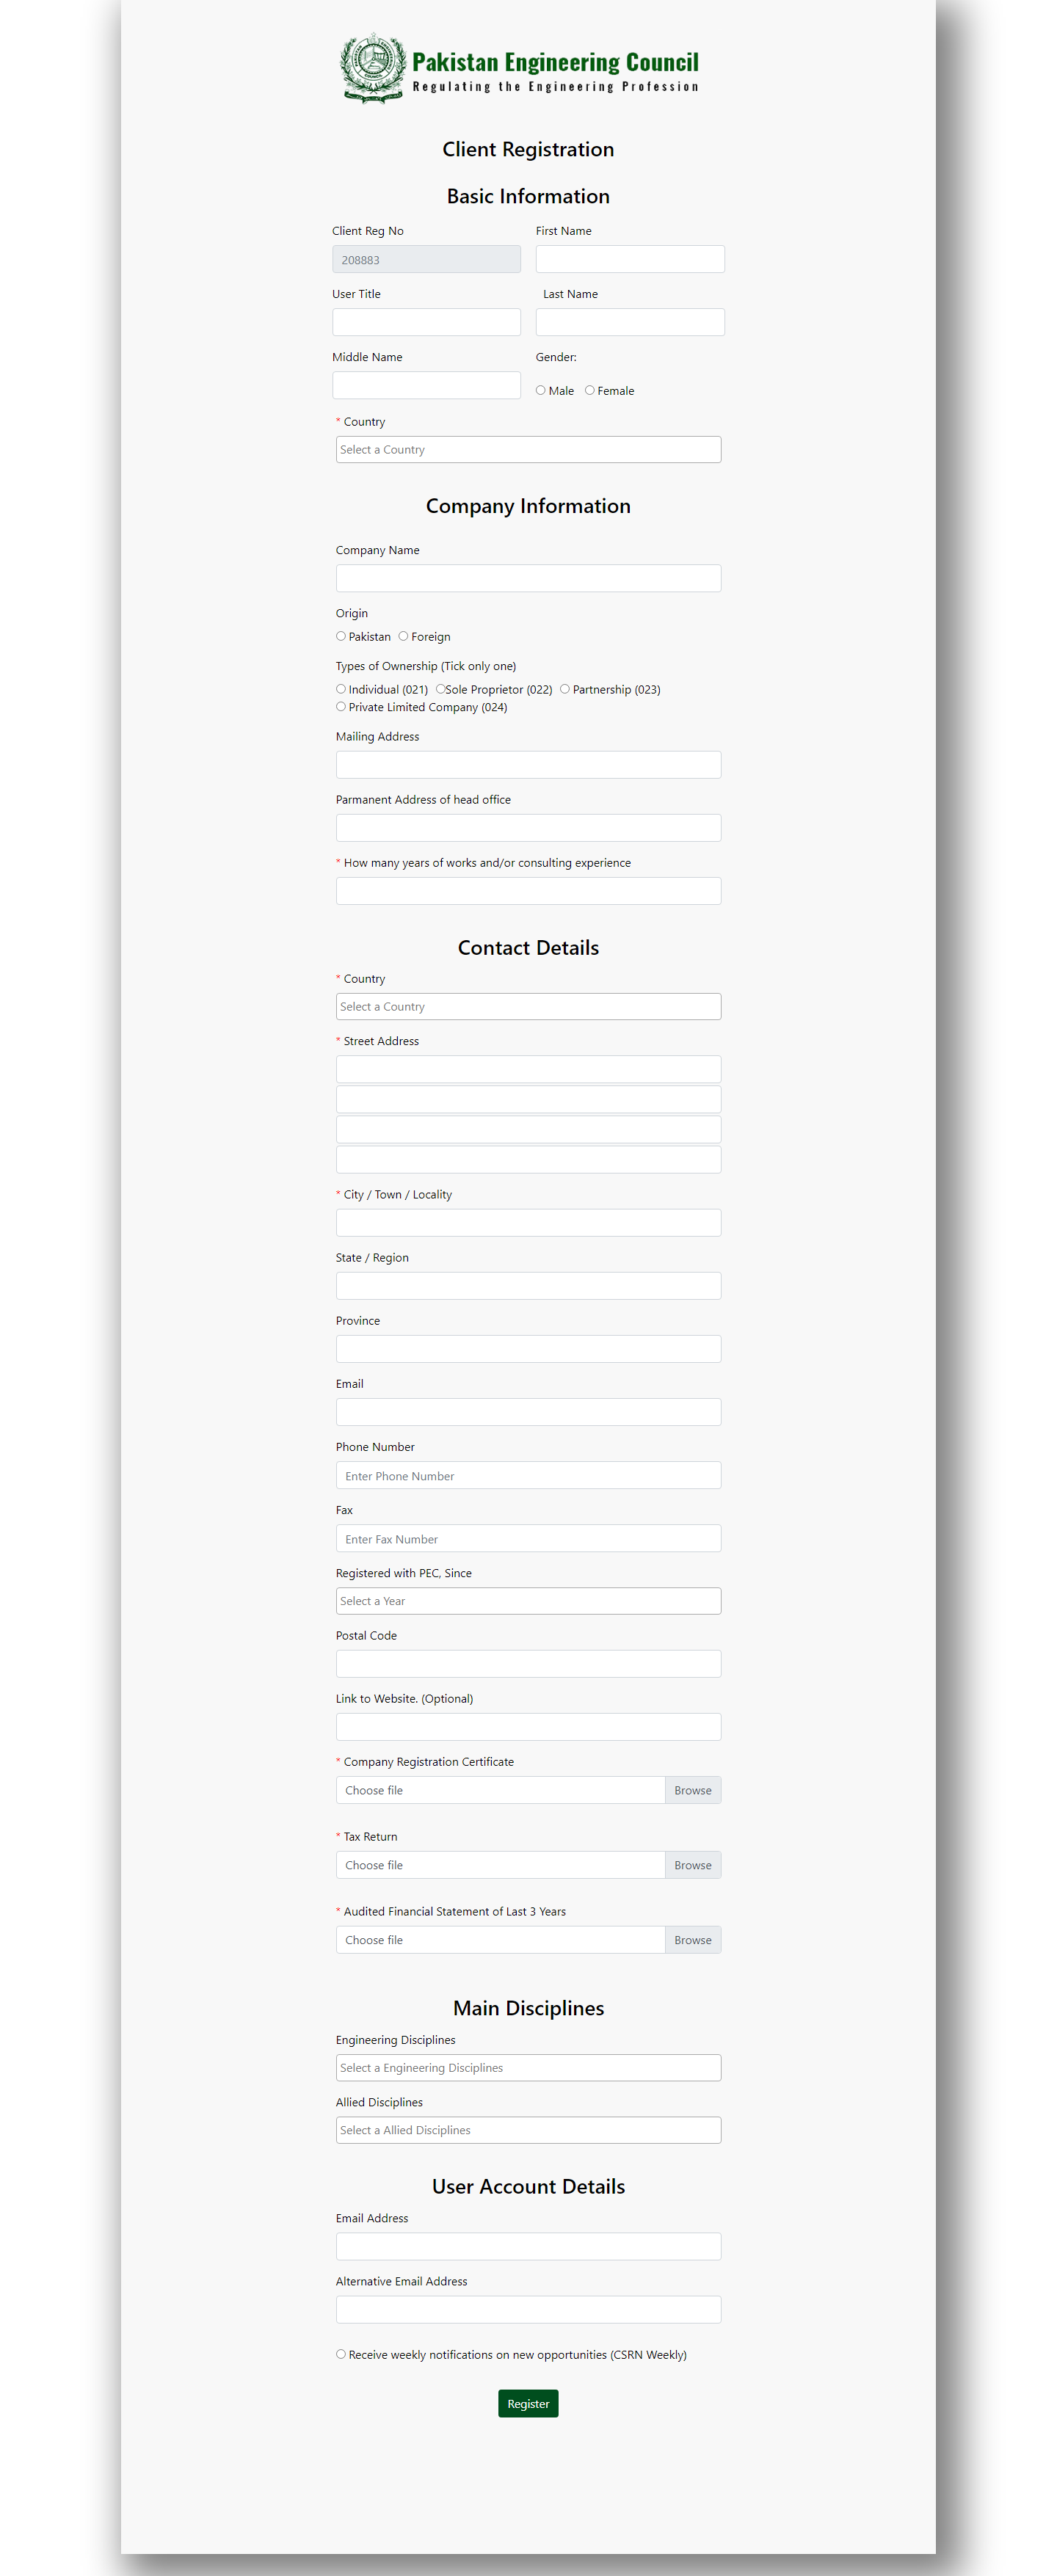 Pakistan Engineering Council
Regulating the Engineering Profession
Client Registration
Basic Information
Client Reg No
First Name
208883
User Title
Last Name
Middle Name
Gender:
Male Female
* Country
Select a Country
Company Information
Company Name
Origin
Pakistan Foreign
Types of Ownership (Tick only one)
Individual (021) Sole Proprietor (022) Partnership (023)
Private Limited Company (024)
Mailing Address
Parmanent Address of head office
* How many years of works and/or consulting experience
Contact Details
* Country
Select a Country
* Street Address
* City / Town / Locality
State / Region
Province
Email
Phone Number
Enter Phone Number
Fax
Enter Fax Number
Registered with PEC, Since
Select a Year
Postal Code
Link to Website. (Optional)
* Company Registration Certificate
Choose file Browse
* Tax Return
Choose file Browse
* Audited Financial Statement of Last 3 Years
Choose file Browse
Main Disciplines
Engineering Disciplines
Select a Engineering Disciplines
Allied Disciplines
Select a Allied Disciplines
User Account Details
Email Address
Alternative Email Address
Receive weekly notifications on new opportunities (CSRN Weekly)
Register